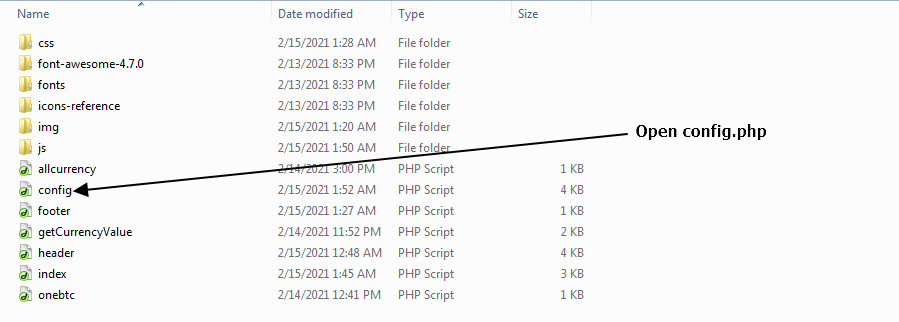 Name Date modified Type Size
css 2/15/2021 1:28 AM File folder
font-awesome-4.7.0 2/13/2021 8:33 PM File folder
fonts 2/13/2021 8:33 PM File folder
icons-reference 2/13/2021 8:33 PM File folder
img 2/15/2021 1:20 AM File folder
Open config.php
js 2/15/2021 1:50 AM File folder
allcurrency 2/14/2021 3:00 PM PHP Script 1 KB
config 2/15/2021 1:52 AM PHP Script 4 KB
footer 2/15/2021 1:27 AM PHP Script 1 KB
getCurrencyValue 2/14/2021 11:52 PM PHP Script 2 KB
header 2/15/2021 12:48 AM PHP Script 4 KB
index 2/15/2021 1:45 AM PHP Script 3 KB
onebtc 2/14/2021 12:41 PM PHP Script 1 KB